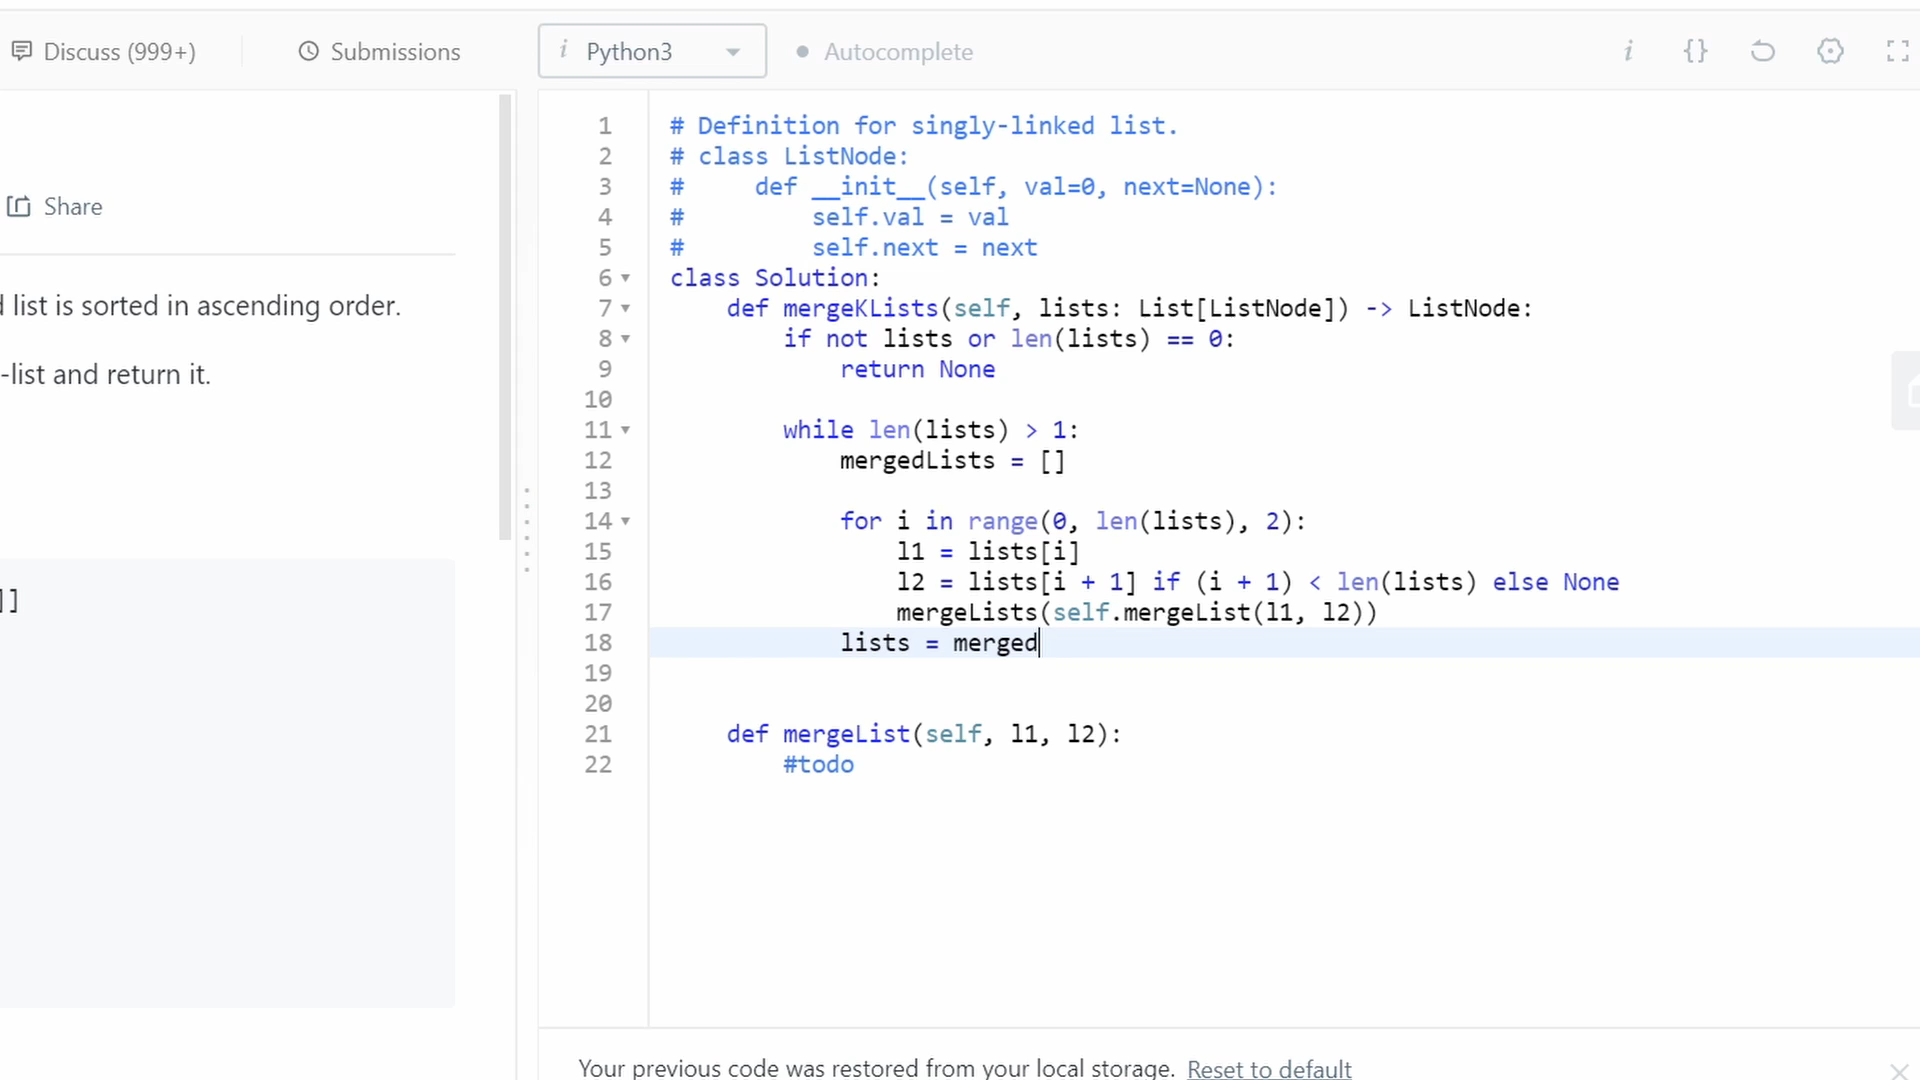 Discuss (999+)
Submissions
i Python3
Autocomplete
i {}
Share
list is sorted in ascending order.
-list and return it.
]]
1 # Definition for singly-linked list.
2 # class ListNode:
3 #     def __init__(self, val=0, next=None):
4 #         self.val = val
5 #         self.next = next
6 class Solution:
7     def mergeKLists(self, lists: List[ListNode]) -> ListNode:
8         if not lists or len(lists) == 0:
9             return None
10
11         while len(lists) > 1:
12             mergedLists = []
13
14             for i in range(0, len(lists), 2):
15                 l1 = lists[i]
16                 l2 = lists[i + 1] if (i + 1) < len(lists) else None
17                 mergeLists(self.mergeList(l1, l2))
18             lists = merged
19
20
21     def mergeList(self, l1, l2):
22         #todo
Your previous code was restored from your local storage. Reset to default